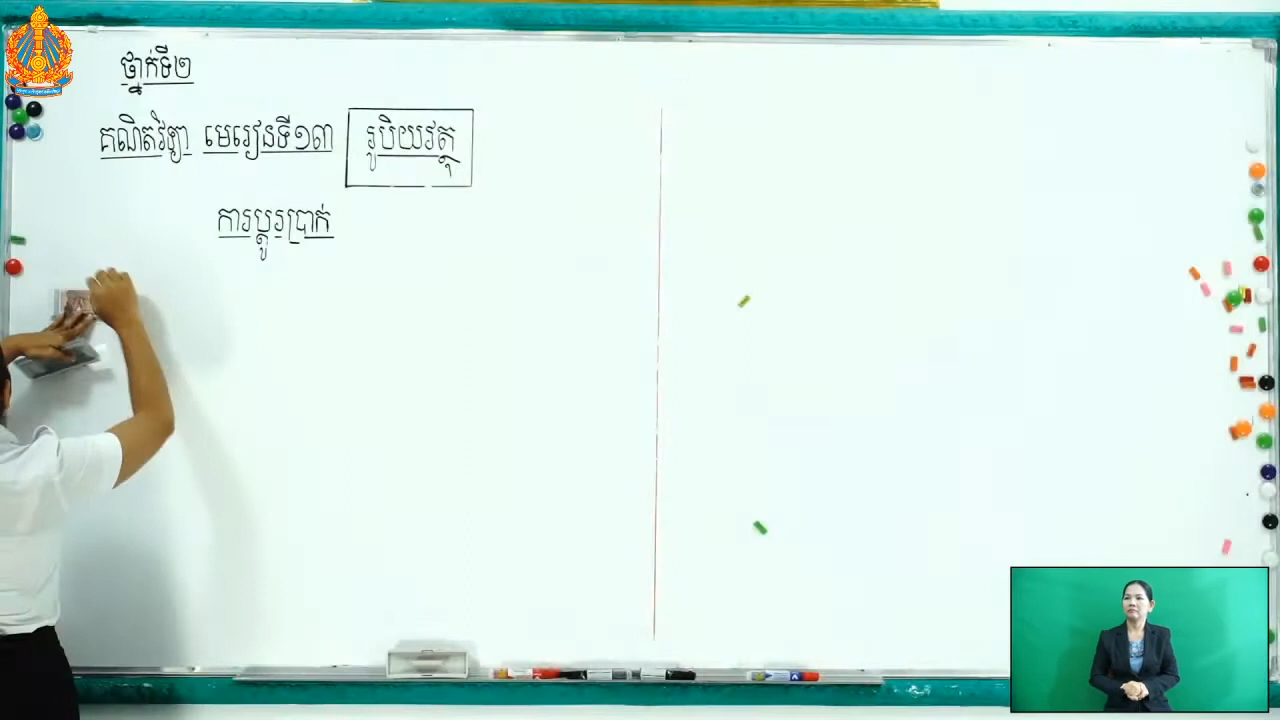 ថ្នាក់ទី២
គណិតវិទ្យា មេរៀនទី១៣ រូបិយវត្ថុ
ការប្ដូរប្រាក់